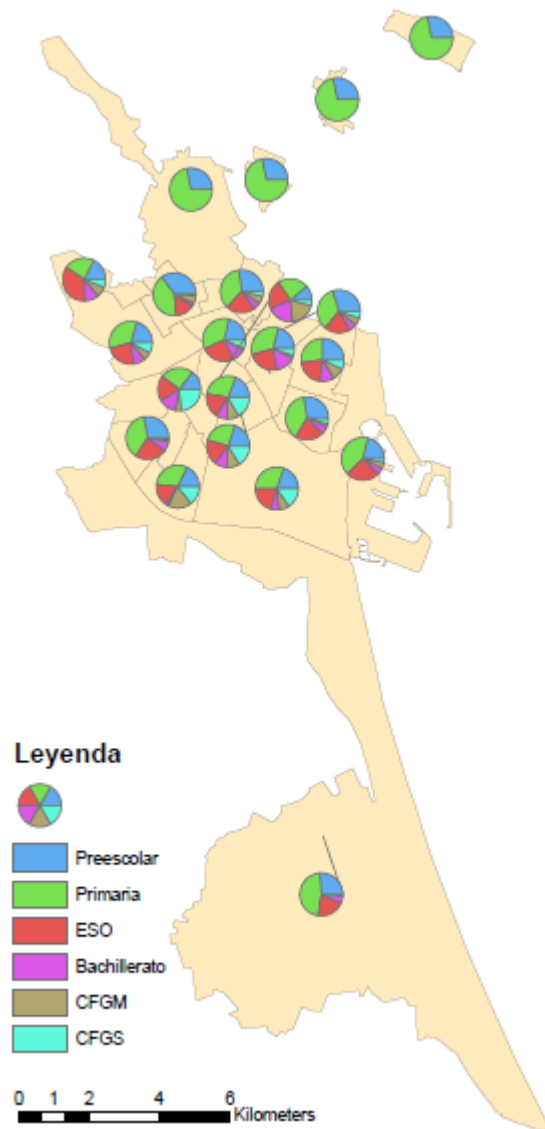 Leyenda
Preescolar
Primaria
ESO
Bachillerato
CFGM
CFGS
0 1 2 4 6
Kilometers